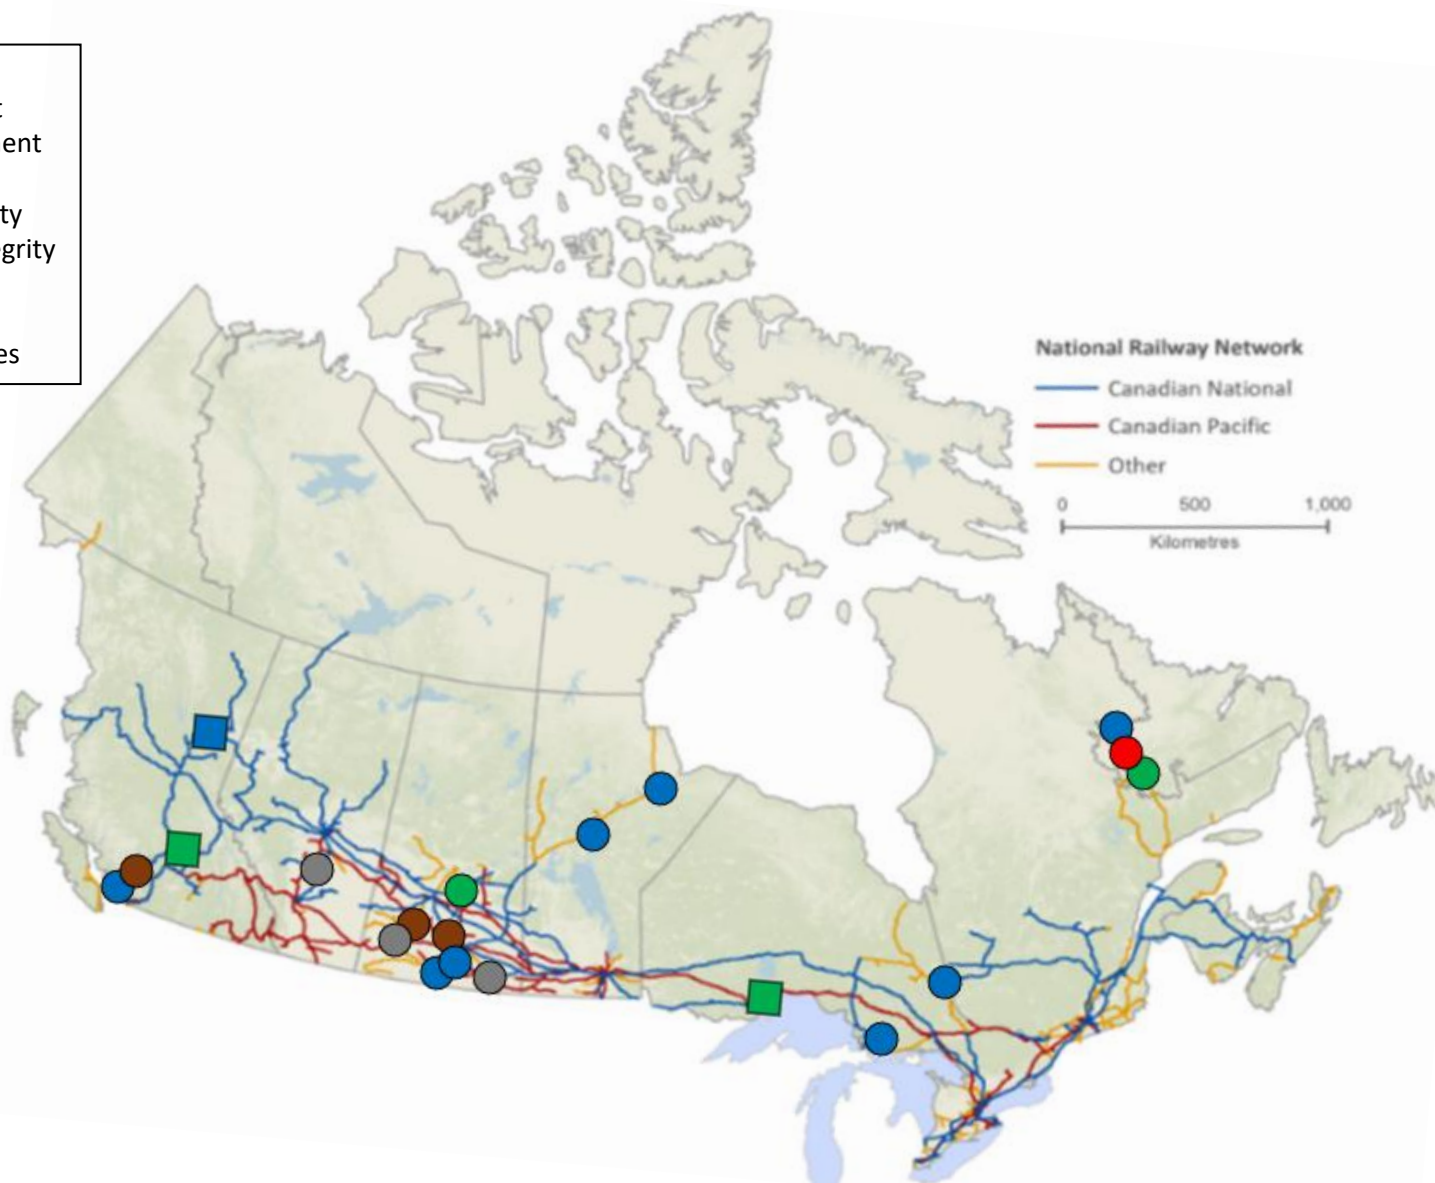 t
ent
ty
grity
es
National Railway Network
Canadian National
Canadian Pacific
Other
0 500 1,000
Kilometres